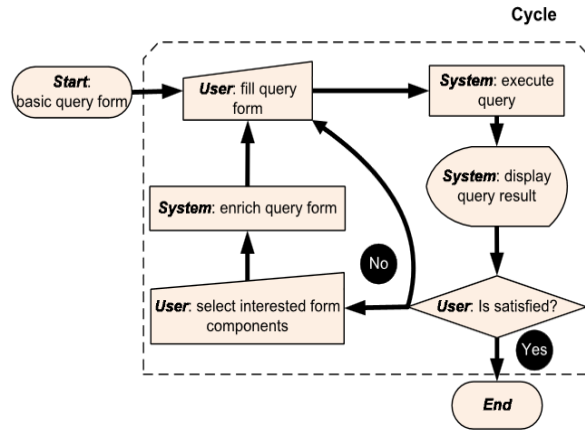 Cycle
Start:
basic query form
User: fill query
form
System: execute
query
System: display
query result
System: enrich query form
No
User: select interested form
components
User: Is satisfied?
Yes
End